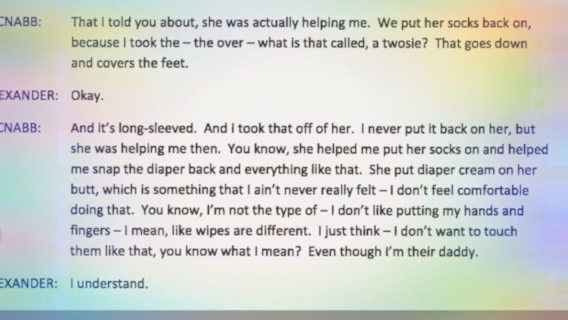 CNABB: That I told you about, she was actually helping me. We put her socks back on,
because I took the – the over – what is that called, a twosie? That goes down
and covers the feet.
EXANDER: Okay.
CNABB: And it's long-sleeved. And I took that off of her. I never put it back on her, but
she was helping me then. You know, she helped me put her socks on and helped
me snap the diaper back and everything like that. She put diaper cream on her
butt, which is something that I ain't never really felt – I don't feel comfortable
doing that. You know, I'm not the type of – I don't like putting my hands and
fingers – I mean, like wipes are different. I just think – I don't want to touch
them like that, you know what I mean? Even though I'm their daddy.
EXANDER: I understand.